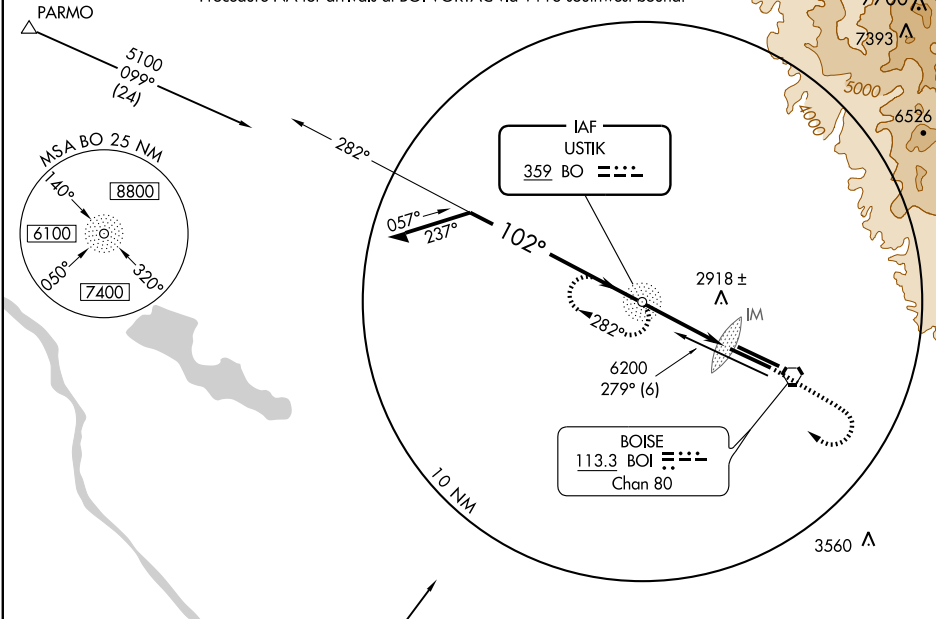 PARMO
7393
5100
099°
(24)
5000
4000
6526
282°
IAF
USTIK
359 BO
MSA BO 25 NM
140°
8800
6100
050°
320°
7400
057°
237°
102°
2918 ±
IM
282°
6200
279° (6)
BOISE
113.3 BOI
Chan 80
10 NM
3560